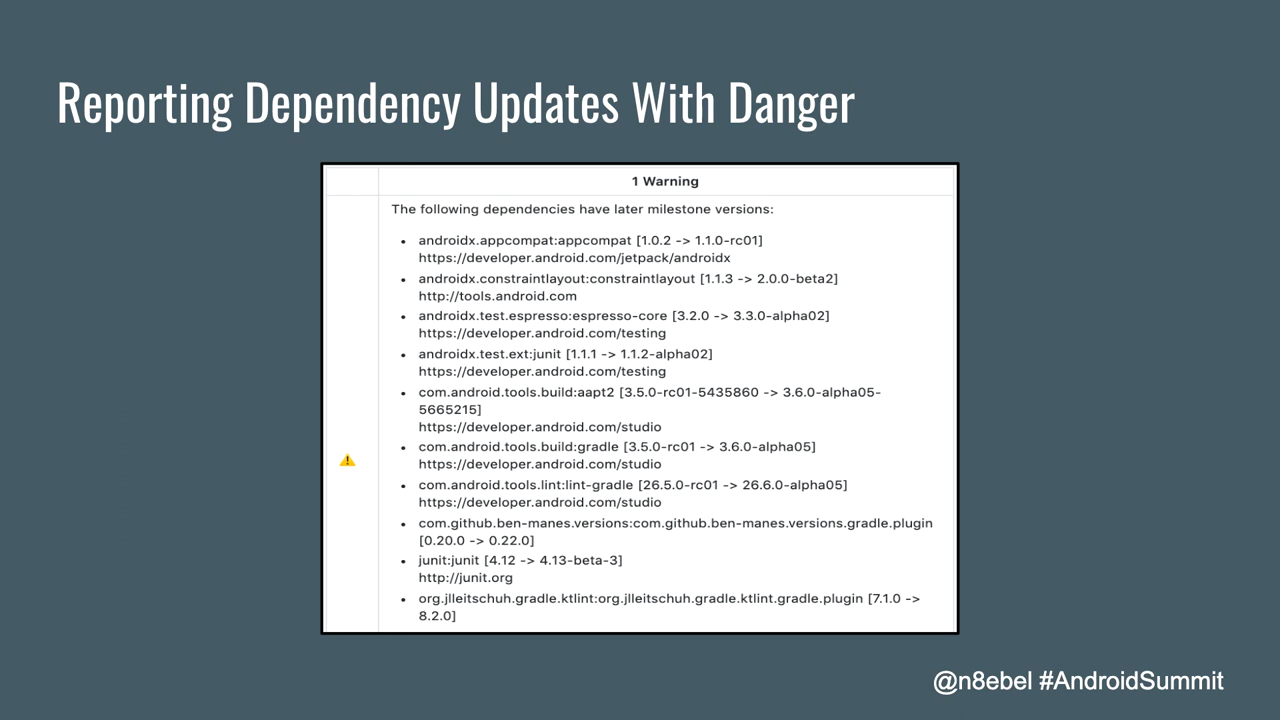 Reporting Dependency Updates With Danger
1 Warning
The following dependencies have later milestone versions:
• androidx.appcompat:appcompat [1.0.2 -> 1.1.0-rc01]
https://developer.android.com/jetpack/androidx
• androidx.constraintlayout:constraintlayout [1.1.3 -> 2.0.0-beta2]
http://tools.android.com
• androidx.test.espresso:espresso-core [3.2.0 -> 3.3.0-alpha02]
https://developer.android.com/testing
• androidx.test.ext:junit [1.1.1 -> 1.1.2-alpha02]
https://developer.android.com/testing
• com.android.tools.build:aapt2 [3.5.0-rc01-5435860 -> 3.6.0-alpha05-
5665215]
https://developer.android.com/studio
• com.android.tools.build:gradle [3.5.0-rc01 -> 3.6.0-alpha05]
https://developer.android.com/studio
• com.android.tools.lint:lint-gradle [26.5.0-rc01 -> 26.6.0-alpha05]
https://developer.android.com/studio
• com.github.ben-manes.versions:com.github.ben-manes.versions.gradle.plugin
[0.20.0 -> 0.22.0]
• junit:junit [4.12 -> 4.13-beta-3]
http://junit.org
• org.jlleitschuh.gradle.ktlint:org.jlleitschuh.gradle.ktlint.gradle.plugin [7.1.0 ->
8.2.0]
@n8ebel #AndroidSummit